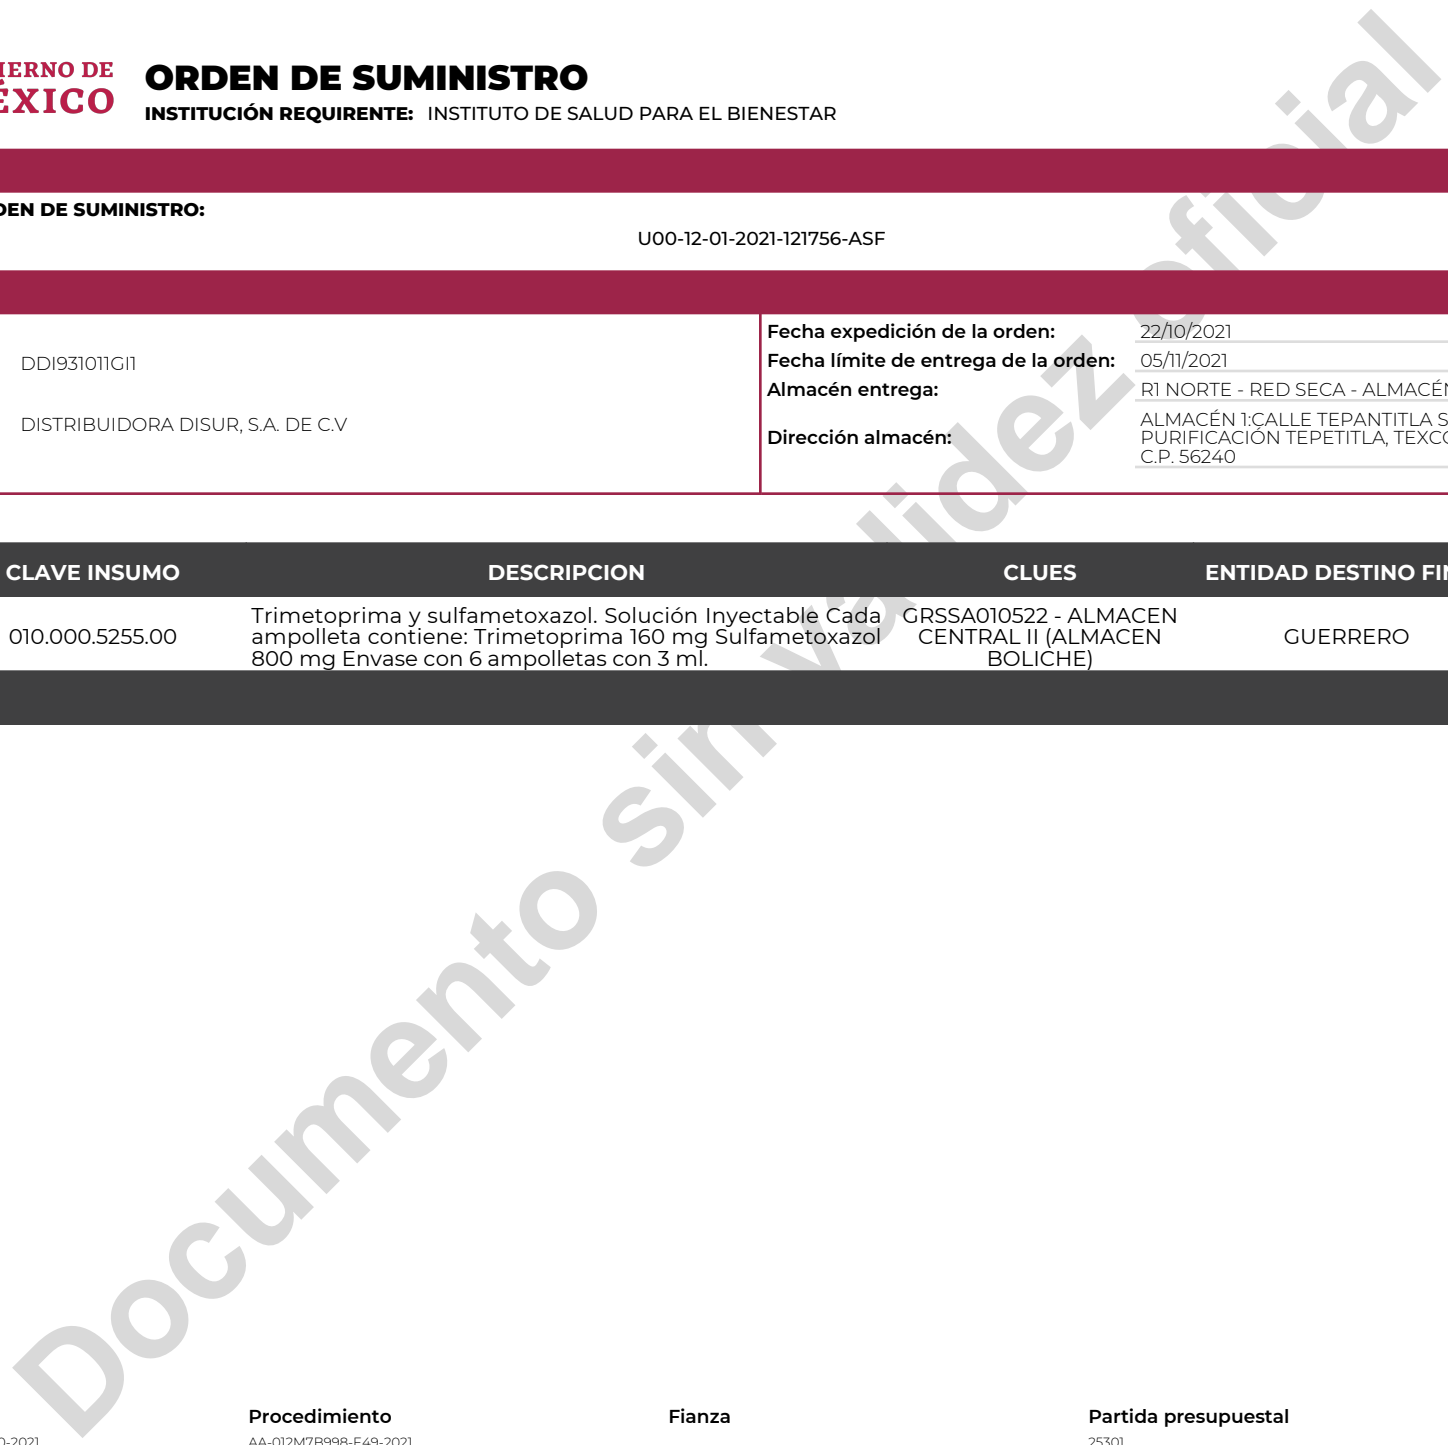 IERNO DE
ÉXICO
ORDEN DE SUMINISTRO
INSTITUCIÓN REQUIRENTE: INSTITUTO DE SALUD PARA EL BIENESTAR
DEN DE SUMINISTRO:
U00-12-01-2021-121756-ASF
DDI931011GI1
DISTRIBUIDORA DISUR, S.A. DE C.V
Fecha expedición de la orden: 22/10/2021
Fecha límite de entrega de la orden: 05/11/2021
Almacén entrega: R1 NORTE - RED SECA - ALMACÉN
Dirección almacén: ALMACÉN 1:CALLE TEPANTITLA S
PURIFICACIÓN TEPETITLA, TEXCO
C.P. 56240
CLAVE INSUMO DESCRIPCION CLUES ENTIDAD DESTINO FIN
010.000.5255.00
Trimetoprima y sulfametoxazol. Solución Inyectable Cada
ampolleta contiene: Trimetoprima 160 mg Sulfametoxazol
800 mg Envase con 6 ampolletas con 3 ml.
GRSSA010522 - ALMACEN
CENTRAL II (ALMACEN
BOLICHE)
GUERRERO
Documento sin validez oficial
Procedimiento Fianza Partida presupuestal
0-2021 AA-012M7B998-E49-2021 25301